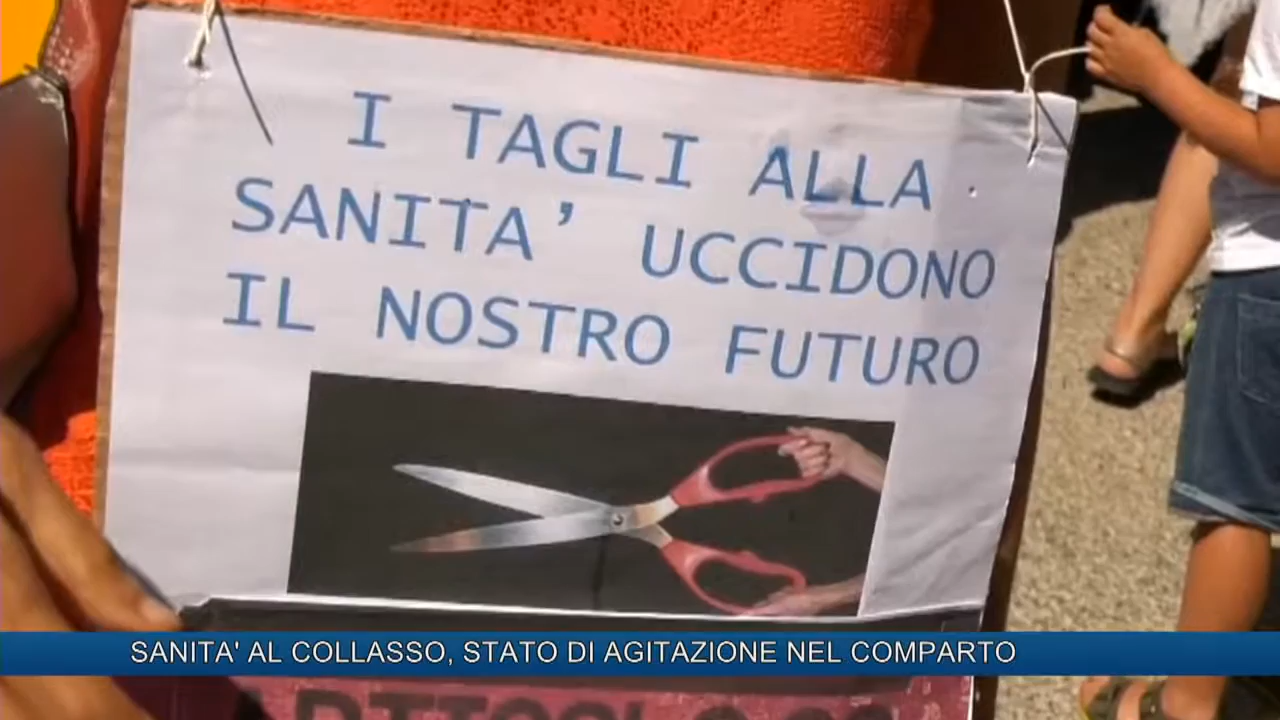 I TAGLI ALLA
SANITA’ UCCIDONO
IL NOSTRO FUTURO
SANITA' AL COLLASSO, STATO DI AGITAZIONE NEL COMPARTO